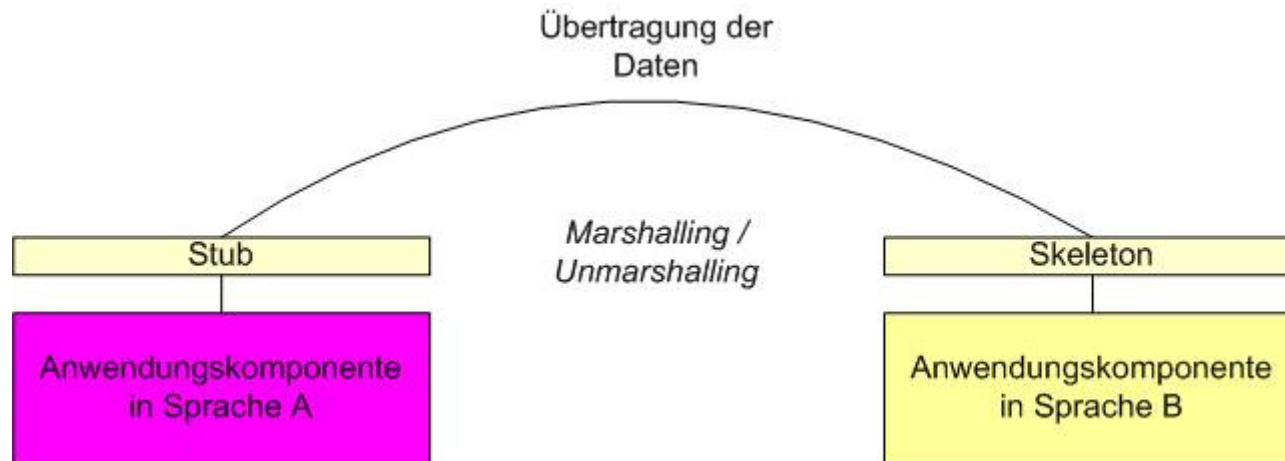 Übertragung der
Daten
Stub
Marshalling /
Unmarshalling
Skeleton
Anwendungskomponente
in Sprache A
Anwendungskomponente
in Sprache B